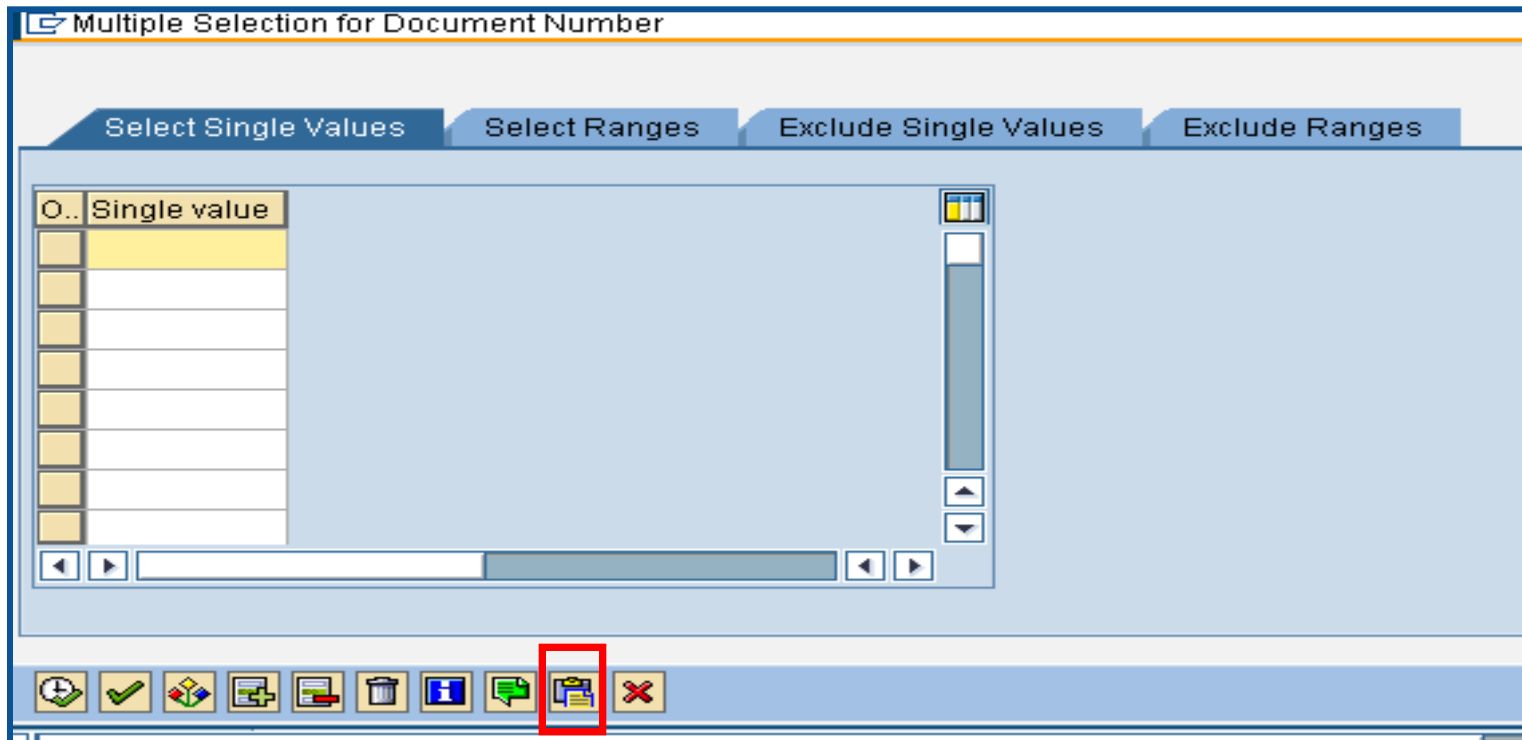 Multiple Selection for Document Number
Select Single Values Select Ranges Exclude Single Values Exclude Ranges
O.. Single value